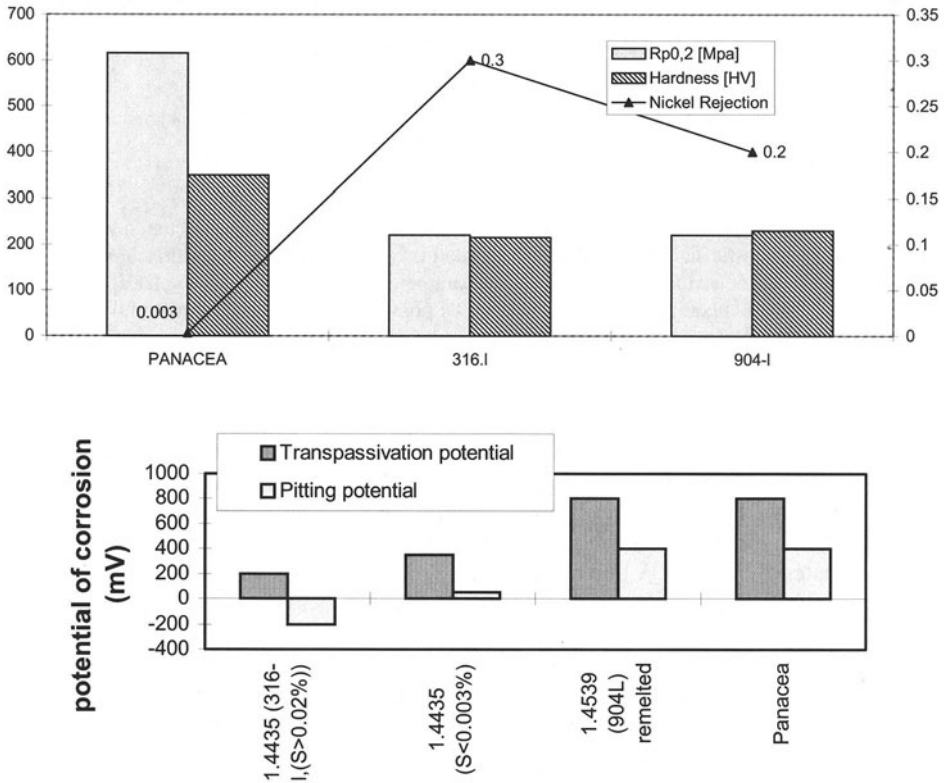 700
600
500
400
300
200
100
0
0.35
0.3
0.25
0.2
0.15
0.1
0.05
0
Rp0,2 [Mpa]
Hardness [HV]
Nickel Rejection
0.003
0.3
0.2
PANACEA
316.I
904-I
Transpassivation potential
Pitting potential
potential of corrosion
(mV)
1000
800
600
400
200
0
-200
-400
1.4435 (316-
I,(S>0.02%))
1.4435
(S<0.003%)
1.4539
(904L)
remelted
Panacea